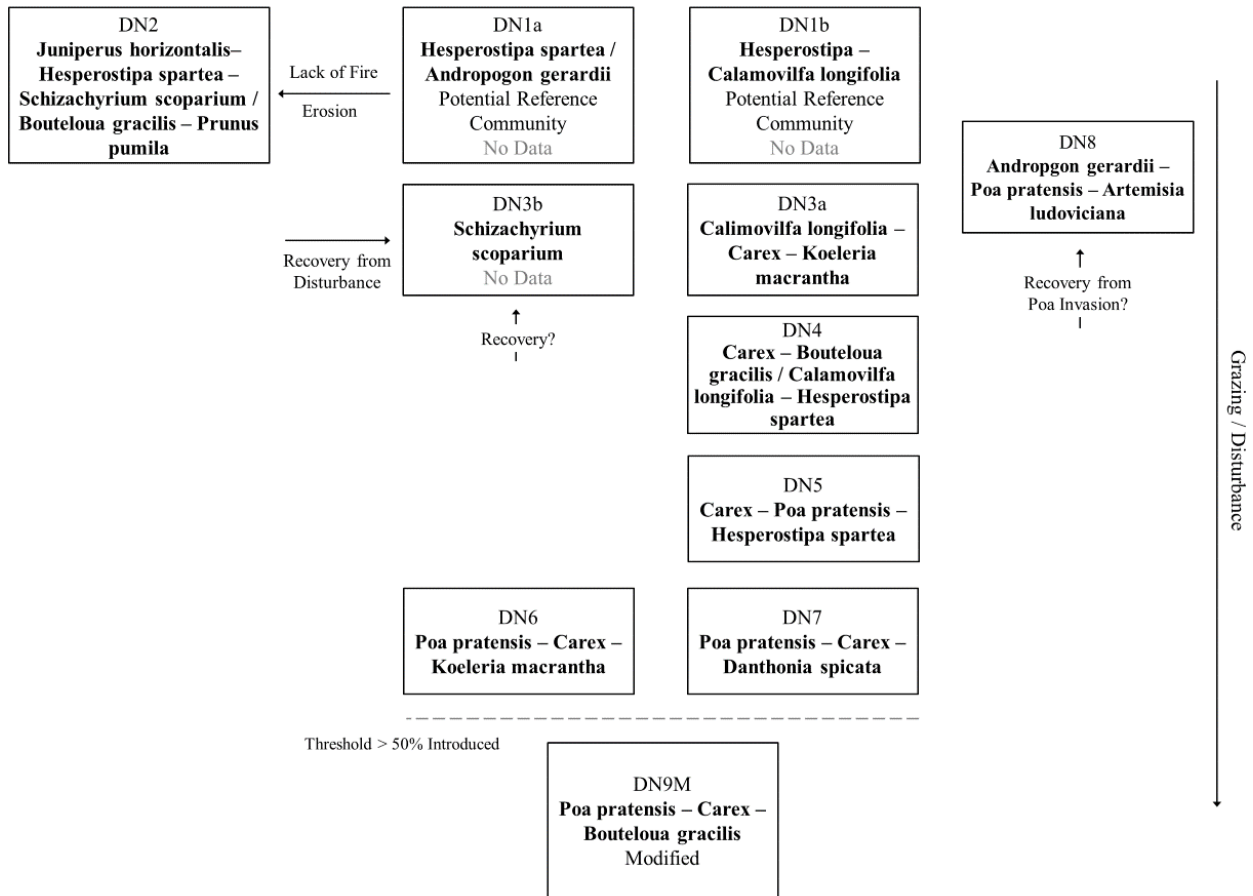 DN2
Juniperus horizontalis–
Hesperostipa spartea –
Schizachyrium scoparium /
Bouteloua gracilis – Prunus
pumila
Lack of Fire
Erosion
DN1a
Hesperostipa spartea /
Andropogon gerardii
Potential Reference
Community
No Data
DN1b
Hesperostipa –
Calamovilfa longifolia
Potential Reference
Community
No Data
DN8
Andropgon gerardii –
Poa pratensis – Artemisia
ludoviciana
Recovery from
Disturbance
DN3b
Schizachyrium
scoparium
No Data
DN3a
Calimovilfa longifolia –
Carex – Koeleria
macrantha
Recovery from
Poa Invasion?
Recovery?
DN4
Carex – Bouteloua
gracilis / Calamovilfa
longifolia – Hesperostipa
spartea
Grazing / Disturbance
DN5
Carex – Poa pratensis –
Hesperostipa spartea
DN6
Poa pratensis – Carex –
Koeleria macrantha
DN7
Poa pratensis – Carex –
Danthonia spicata
Threshold > 50% Introduced
DN9M
Poa pratensis – Carex –
Bouteloua gracilis
Modified